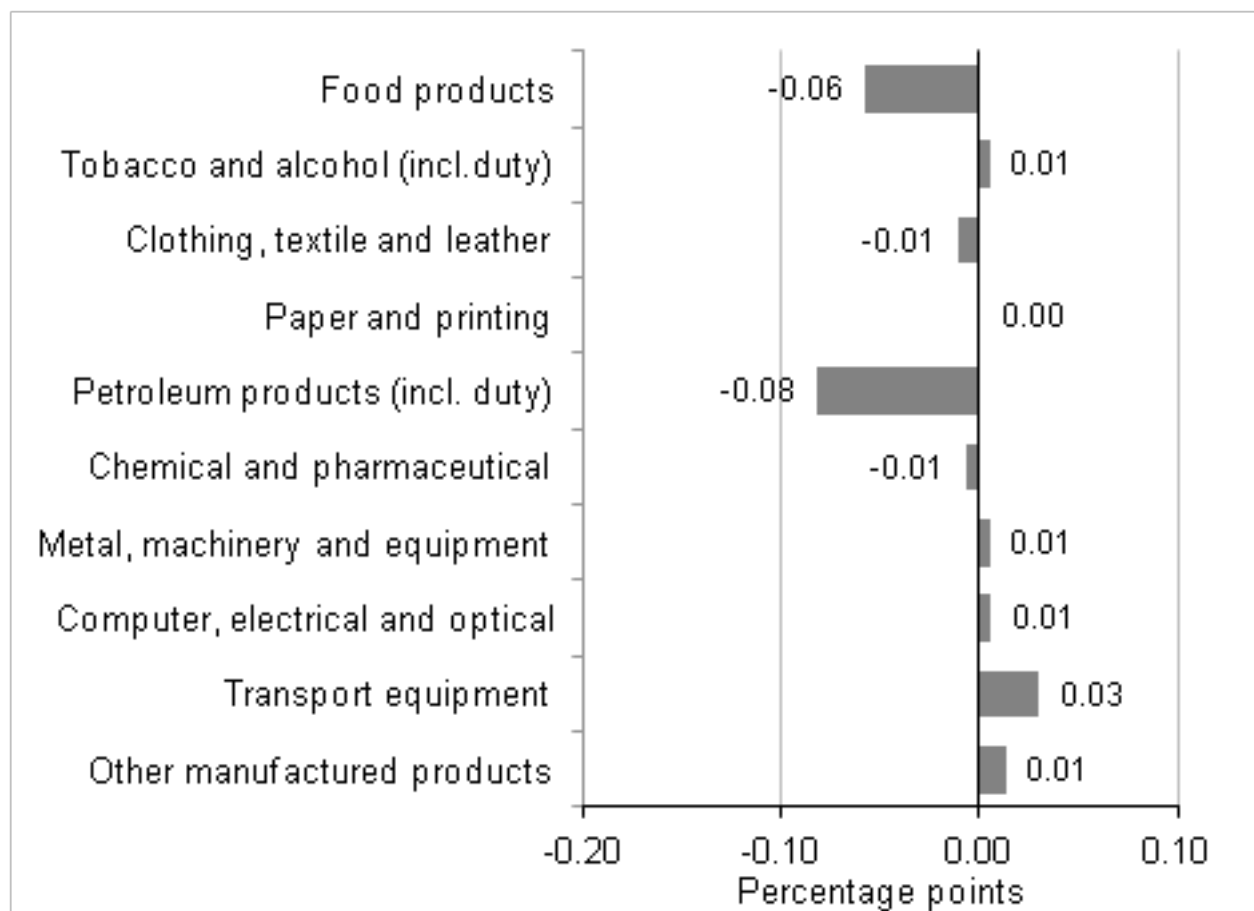 Food products -0.06
Tobacco and alcohol (incl.duty) 0.01
Clothing, textile and leather -0.01
Paper and printing 0.00
Petroleum products (incl. duty) -0.08
Chemical and pharmaceutical -0.01
Metal, machinery and equipment 0.01
Computer, electrical and optical 0.01
Transport equipment 0.03
Other manufactured products 0.01
-0.20 -0.10 0.00 0.10
Percentage points